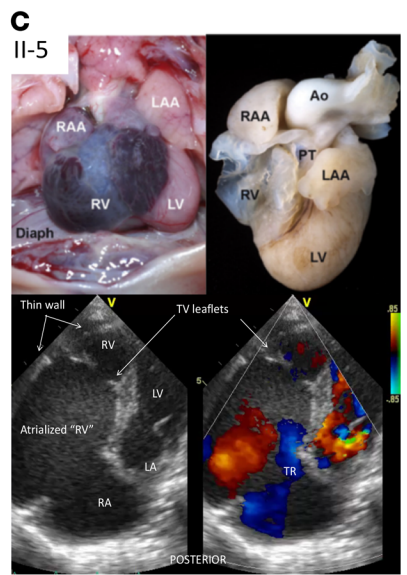 C
II-5
LAA
RAA
RV
LV
Diaph
Ao
RAA
PT
LAA
RV
LV
Thin wall
RV
TV leaflets
V
V
.85
LV
5
Atrialized "RV"
LA
TR
RA
.85
POSTERIOR